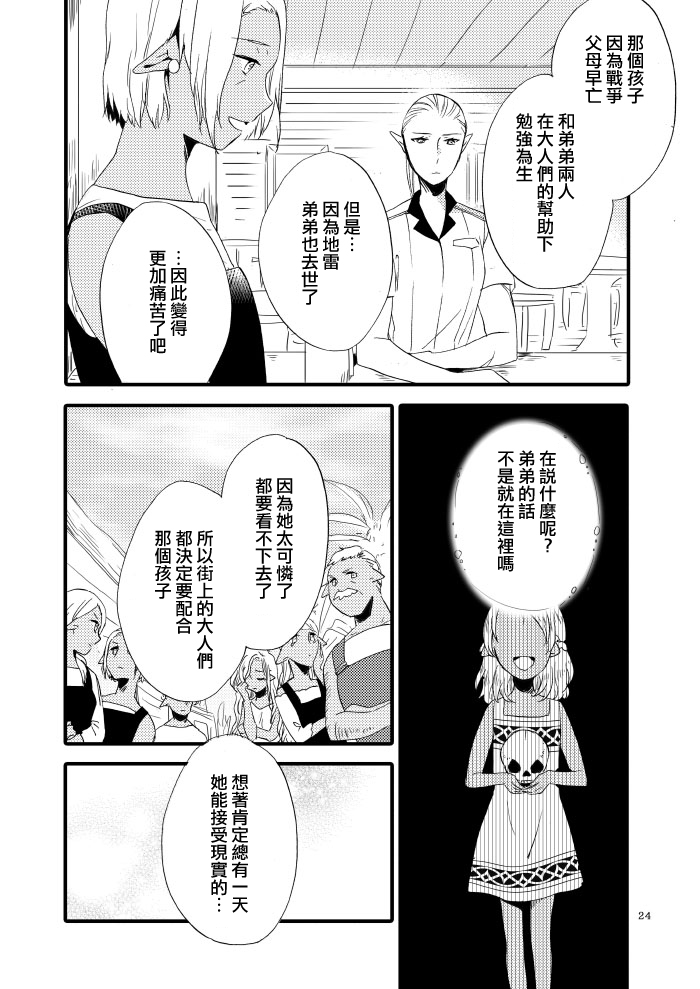 那個孩子
因為戰爭
父母早亡
和弟弟兩人
在大人們的幫助下
勉強為生
但是…
因為地雷
弟弟也去世了
…因此變得
更加痛苦了吧
在説什麼呢？
弟弟的話
不是就在這裡嗎
因為她太可憐了
都要看不下去了
所以街上的大人們
都決定要配合
那個孩子
想著肯定總有一天
她能接受現實的…
24